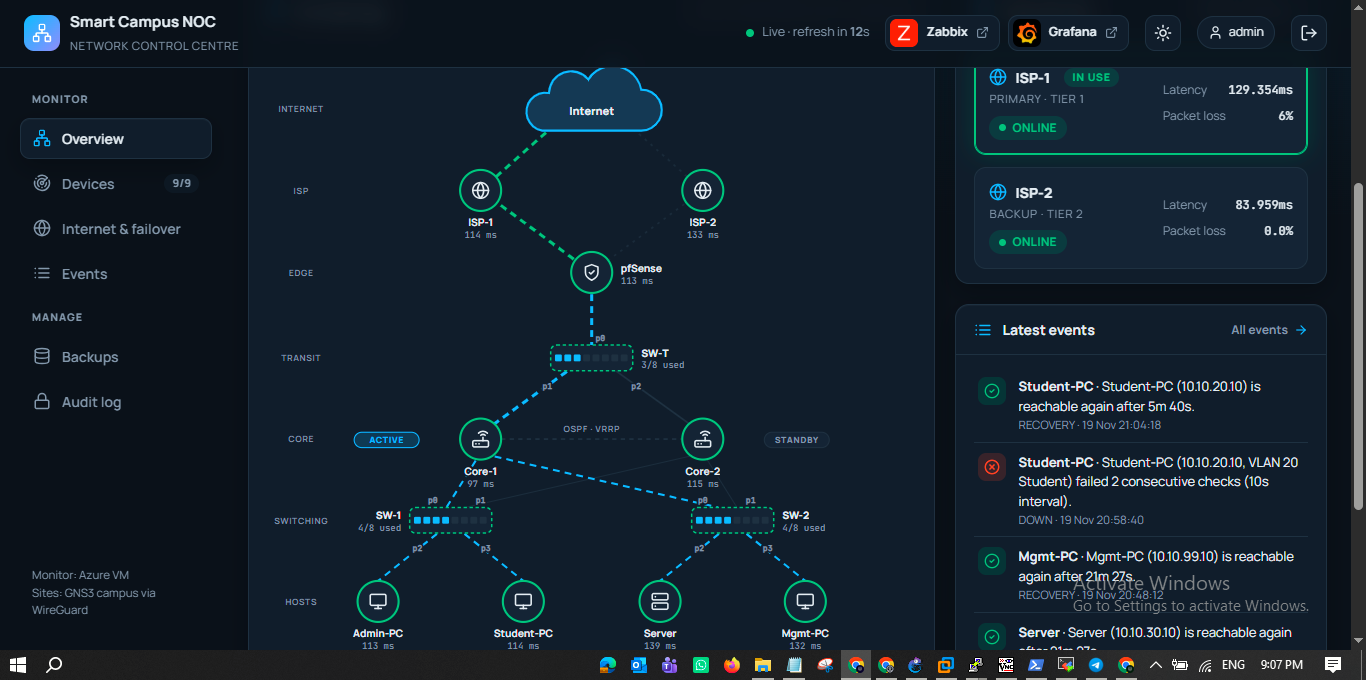 Smart Campus NOC
NETWORK CONTROL CENTRE
Live · refresh in 12s
Z Zabbix
Grafana
admin
MONITOR
Overview
Devices 9/9
Internet & failover
Events
MANAGE
Backups
Audit log
Monitor: Azure VM
Sites: GNS3 campus via
WireGuard
INTERNET
Internet
ISP
ISP-1
114 ms
ISP-2
133 ms
EDGE
pfSense
113 ms
TRANSIT
p0
SW-T
3/8 used
p1
p2
CORE
ACTIVE
OSPF · VRRP
STANDBY
Core-1
97 ms
Core-2
115 ms
SWITCHING
p0
p1
SW-1
4/8 used
p0
p1
SW-2
4/8 used
p2
p3
p2
p3
HOSTS
Admin-PC
113 ms
Student-PC
114 ms
Server
139 ms
Mgmt-PC
132 ms
ISP-1 IN USE
PRIMARY · TIER 1
ONLINE
Latency 129.354ms
Packet loss 6%
ISP-2
BACKUP · TIER 2
ONLINE
Latency 83.959ms
Packet loss 0.0%
Latest events
All events
Student-PC · Student-PC (10.10.20.10) is
reachable again after 5m 40s.
RECOVERY · 19 Nov 21:04:18
Student-PC · Student-PC (10.10.20.10, VLAN 20
Student) failed 2 consecutive checks (10s
interval).
DOWN · 19 Nov 20:58:40
Mgmt-PC · Mgmt-PC (10.10.99.10) is reachable
again after 21m 27s.
RECOVERY · 19 Nov 20:48:12
Server · Server (10.10.30.10) is reachable again
after 21m 27s.
Activate Windows
Go to Settings to activate Windows.
ENG
9:07 PM